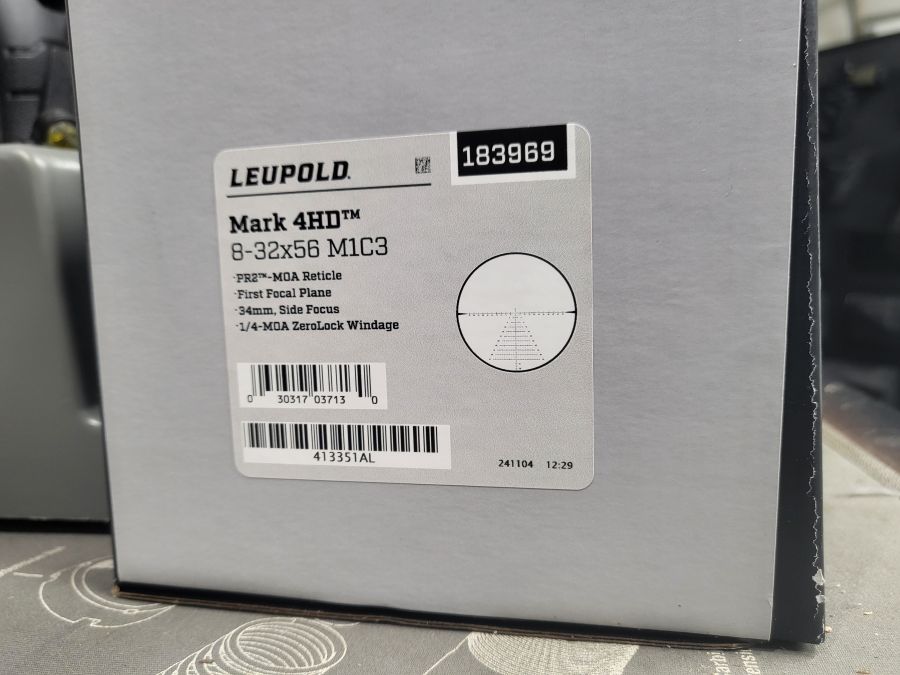 LEUPOLD.
183969
Mark 4HD™
8-32x56 M1C3
·PR2™-MOA Reticle
·First Focal Plane
·34mm, Side Focus
·1/4-MOA ZeroLock Windage
0 30317 03713 0
413351AL
241104 12:29